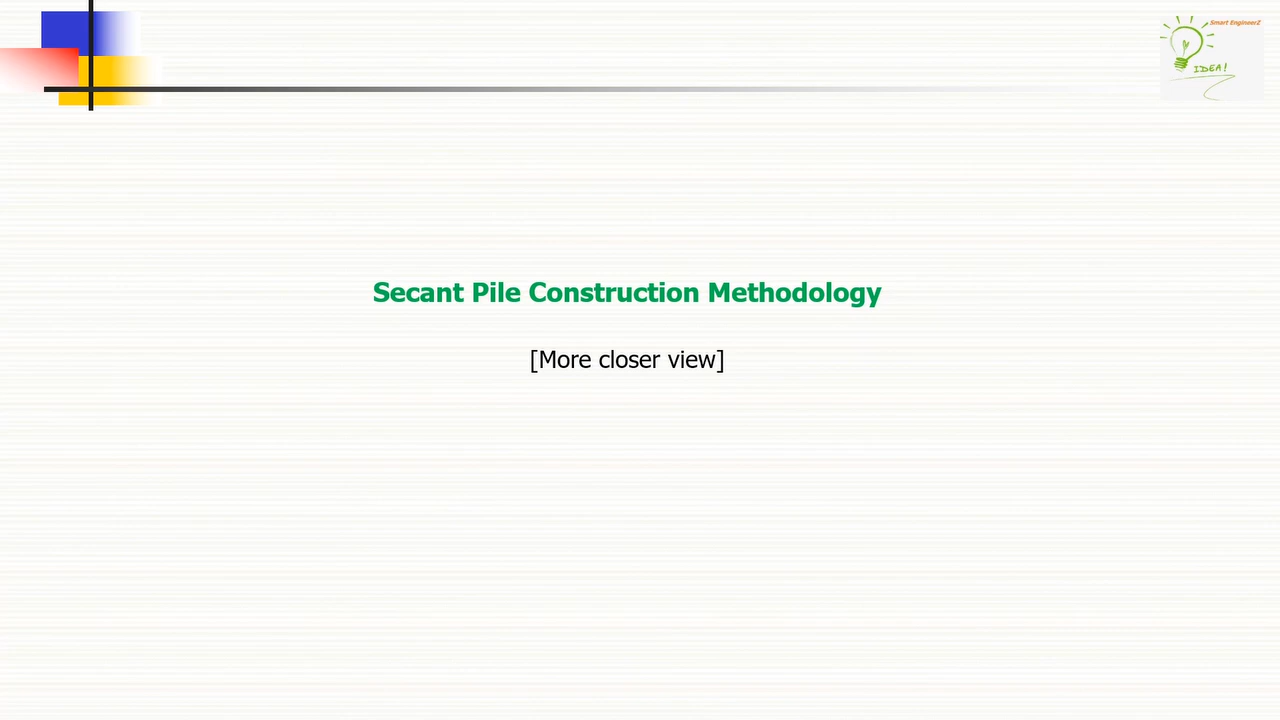 Smart EngineerZ
IDEA!
Secant Pile Construction Methodology
[More closer view]